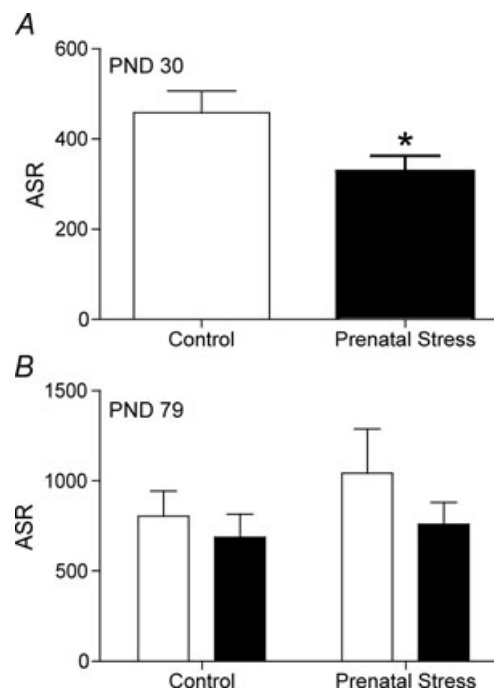 A
600
PND 30
400
*
ASR
200
0
Control Prenatal Stress
B
1500
PND 79
1000
ASR
500
0
Control Prenatal Stress